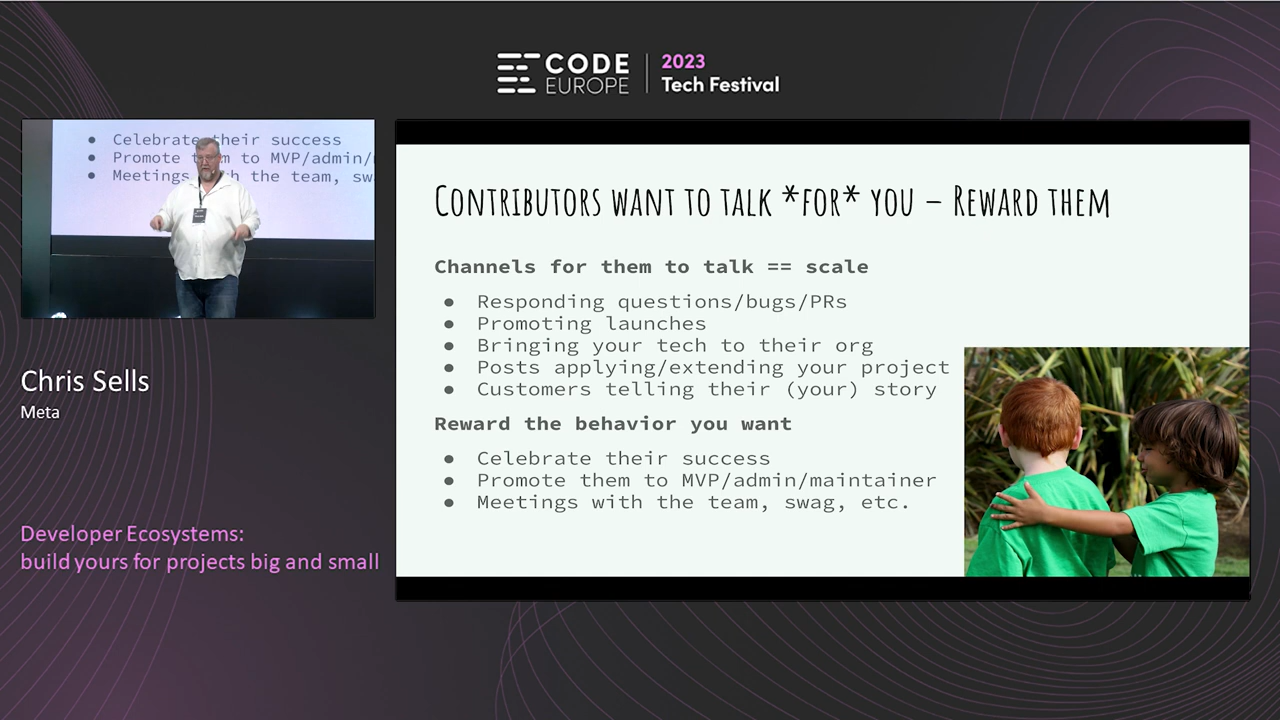 CODE
EUROPE
2023
Tech Festival
Celebrate their success
Promote them to MVP/admin/
Meetings with the team, sw
Chris Sells
Meta
Developer Ecosystems:
build yours for projects big and small
CONTRIBUTORS WANT TO TALK *FOR* YOU – REWARD THEM
Channels for them to talk == scale
● Responding questions/bugs/PRs
● Promoting launches
● Bringing your tech to their org
● Posts applying/extending your project
● Customers telling their (your) story
Reward the behavior you want
● Celebrate their success
● Promote them to MVP/admin/maintainer
● Meetings with the team, swag, etc.